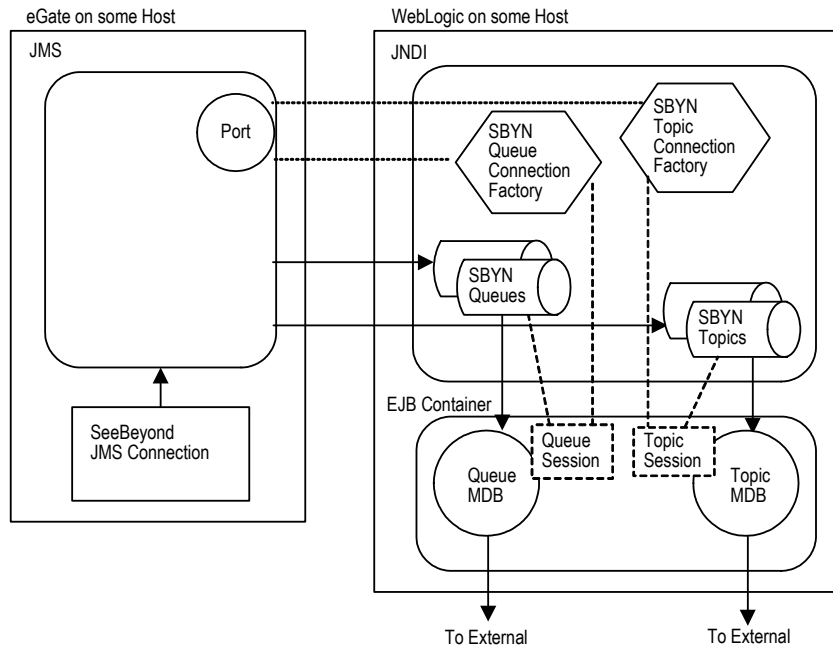 eGate on some Host
WebLogic on some Host
JMS
JNDI
Port
SBYN
Queue
Connection
Factory
SBYN
Topic
Connection
Factory
SBYN
Queues
SBYN
Topics
SeeBeyond
JMS Connection
EJB Container
Queue
MDB
Queue
Session
Topic
Session
Topic
MDB
To External
To External